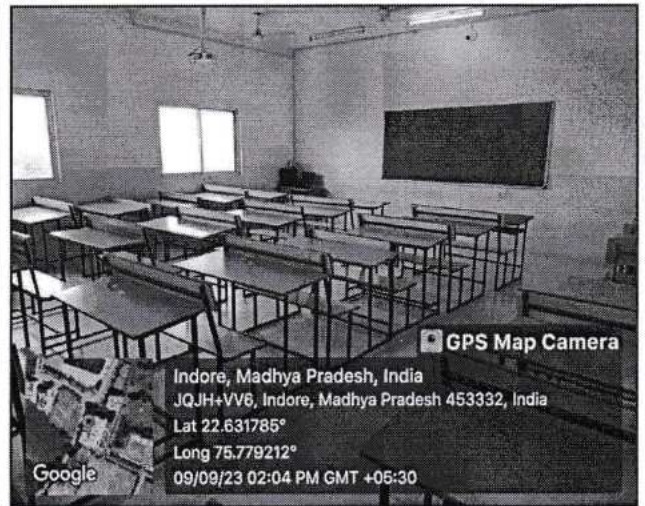 GPS Map Camera
Indore, Madhya Pradesh, India
JQJH+VV6, Indore, Madhya Pradesh 453332, India
Lat 22.631785°
Long 75.779212°
09/09/23 02:04 PM GMT +05:30
Google